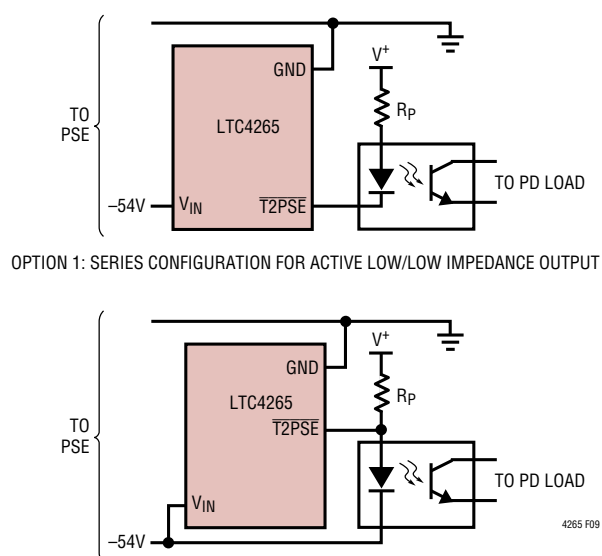 GND
V+
RP
TO
PSE
LTC4265
TO PD LOAD
–54V
VIN
T2PSE
OPTION 1: SERIES CONFIGURATION FOR ACTIVE LOW/LOW IMPEDANCE OUTPUT
V+
GND
RP
LTC4265
TO
PSE
T2PSE
TO PD LOAD
VIN
4265 F09
–54V